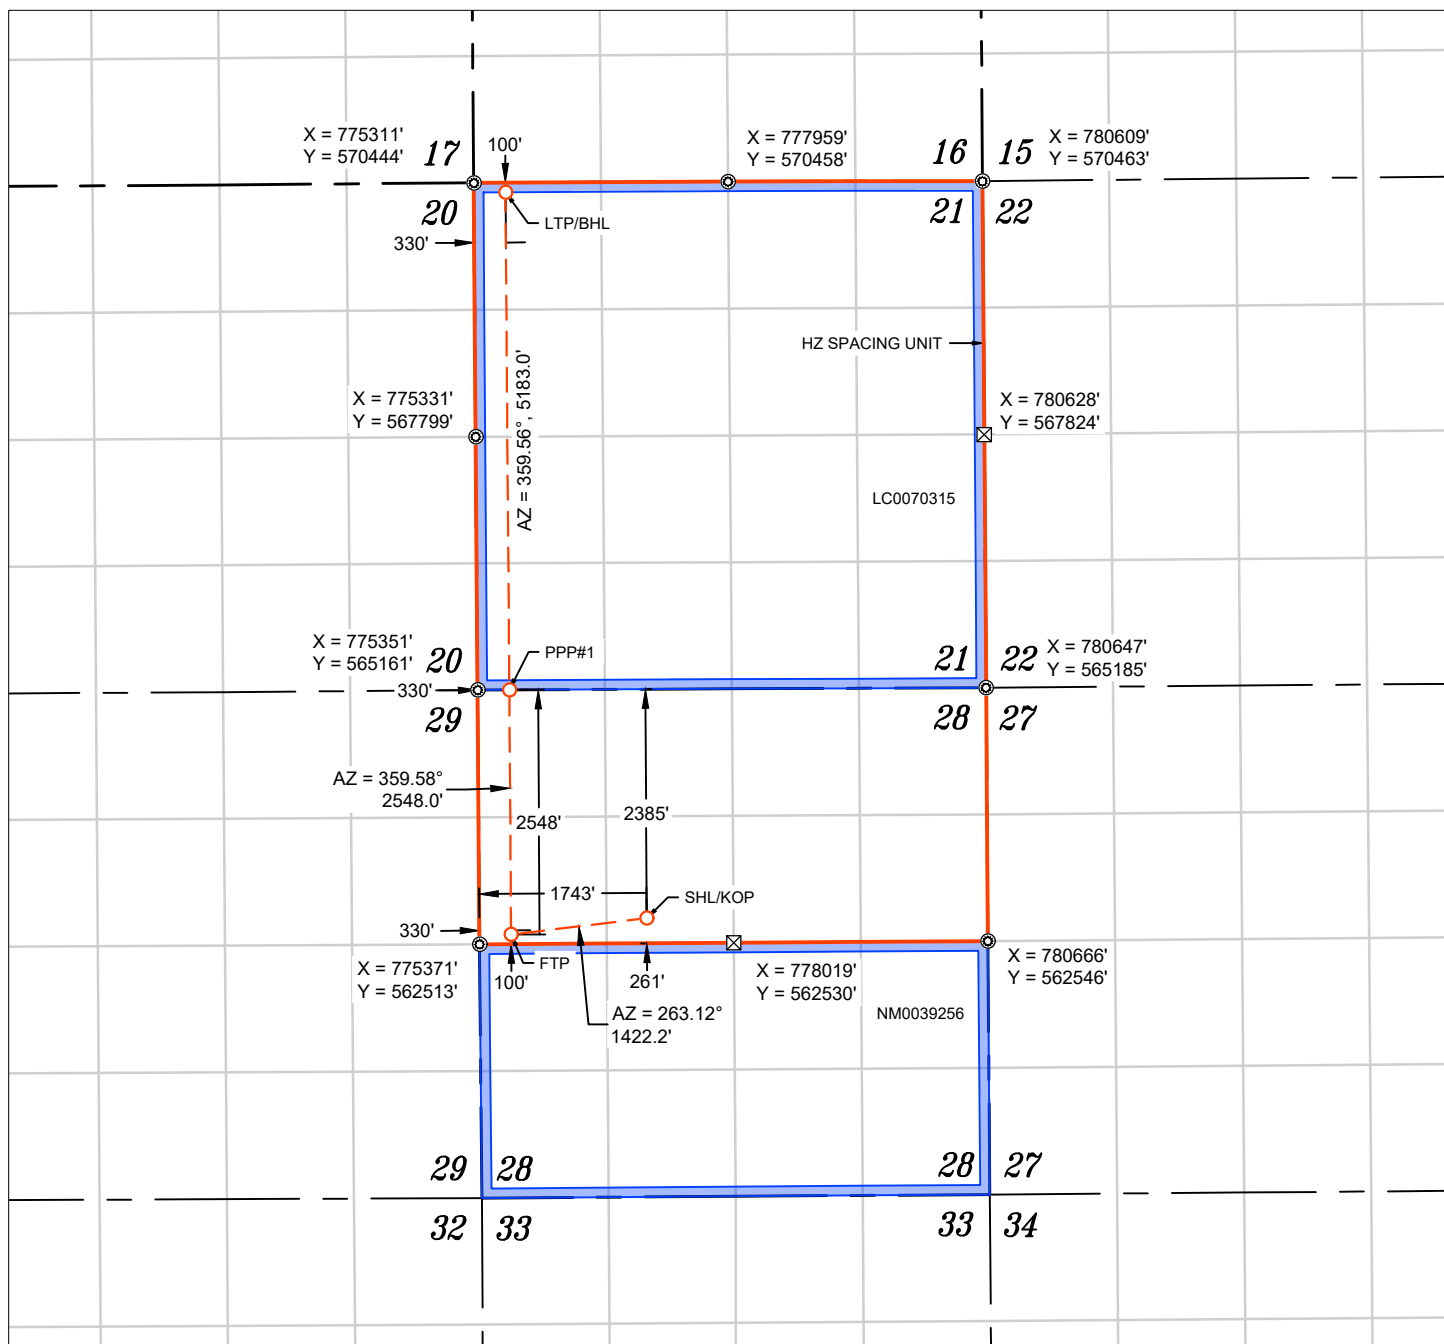 X = 775311'
Y = 570444'
17
100'
X = 777959'
Y = 570458'
16
15
X = 780609'
Y = 570463'
20
LTP/BHL
21
22
330'
HZ SPACING UNIT
AZ = 359.56°, 5183.0'
X = 775331'
Y = 567799'
X = 780628'
Y = 567824'
LC0070315
X = 775351'
Y = 565161'
20
PPP#1
21
22
X = 780647'
Y = 565185'
330'
29
28
27
AZ = 359.58°
2548.0'
2548'
2385'
1743'
SHL/KOP
330'
FTP
X = 775371'
Y = 562513'
100'
261'
X = 778019'
Y = 562530'
X = 780666'
Y = 562546'
AZ = 263.12°
1422.2'
NM0039256
29
28
28
27
32
33
33
34